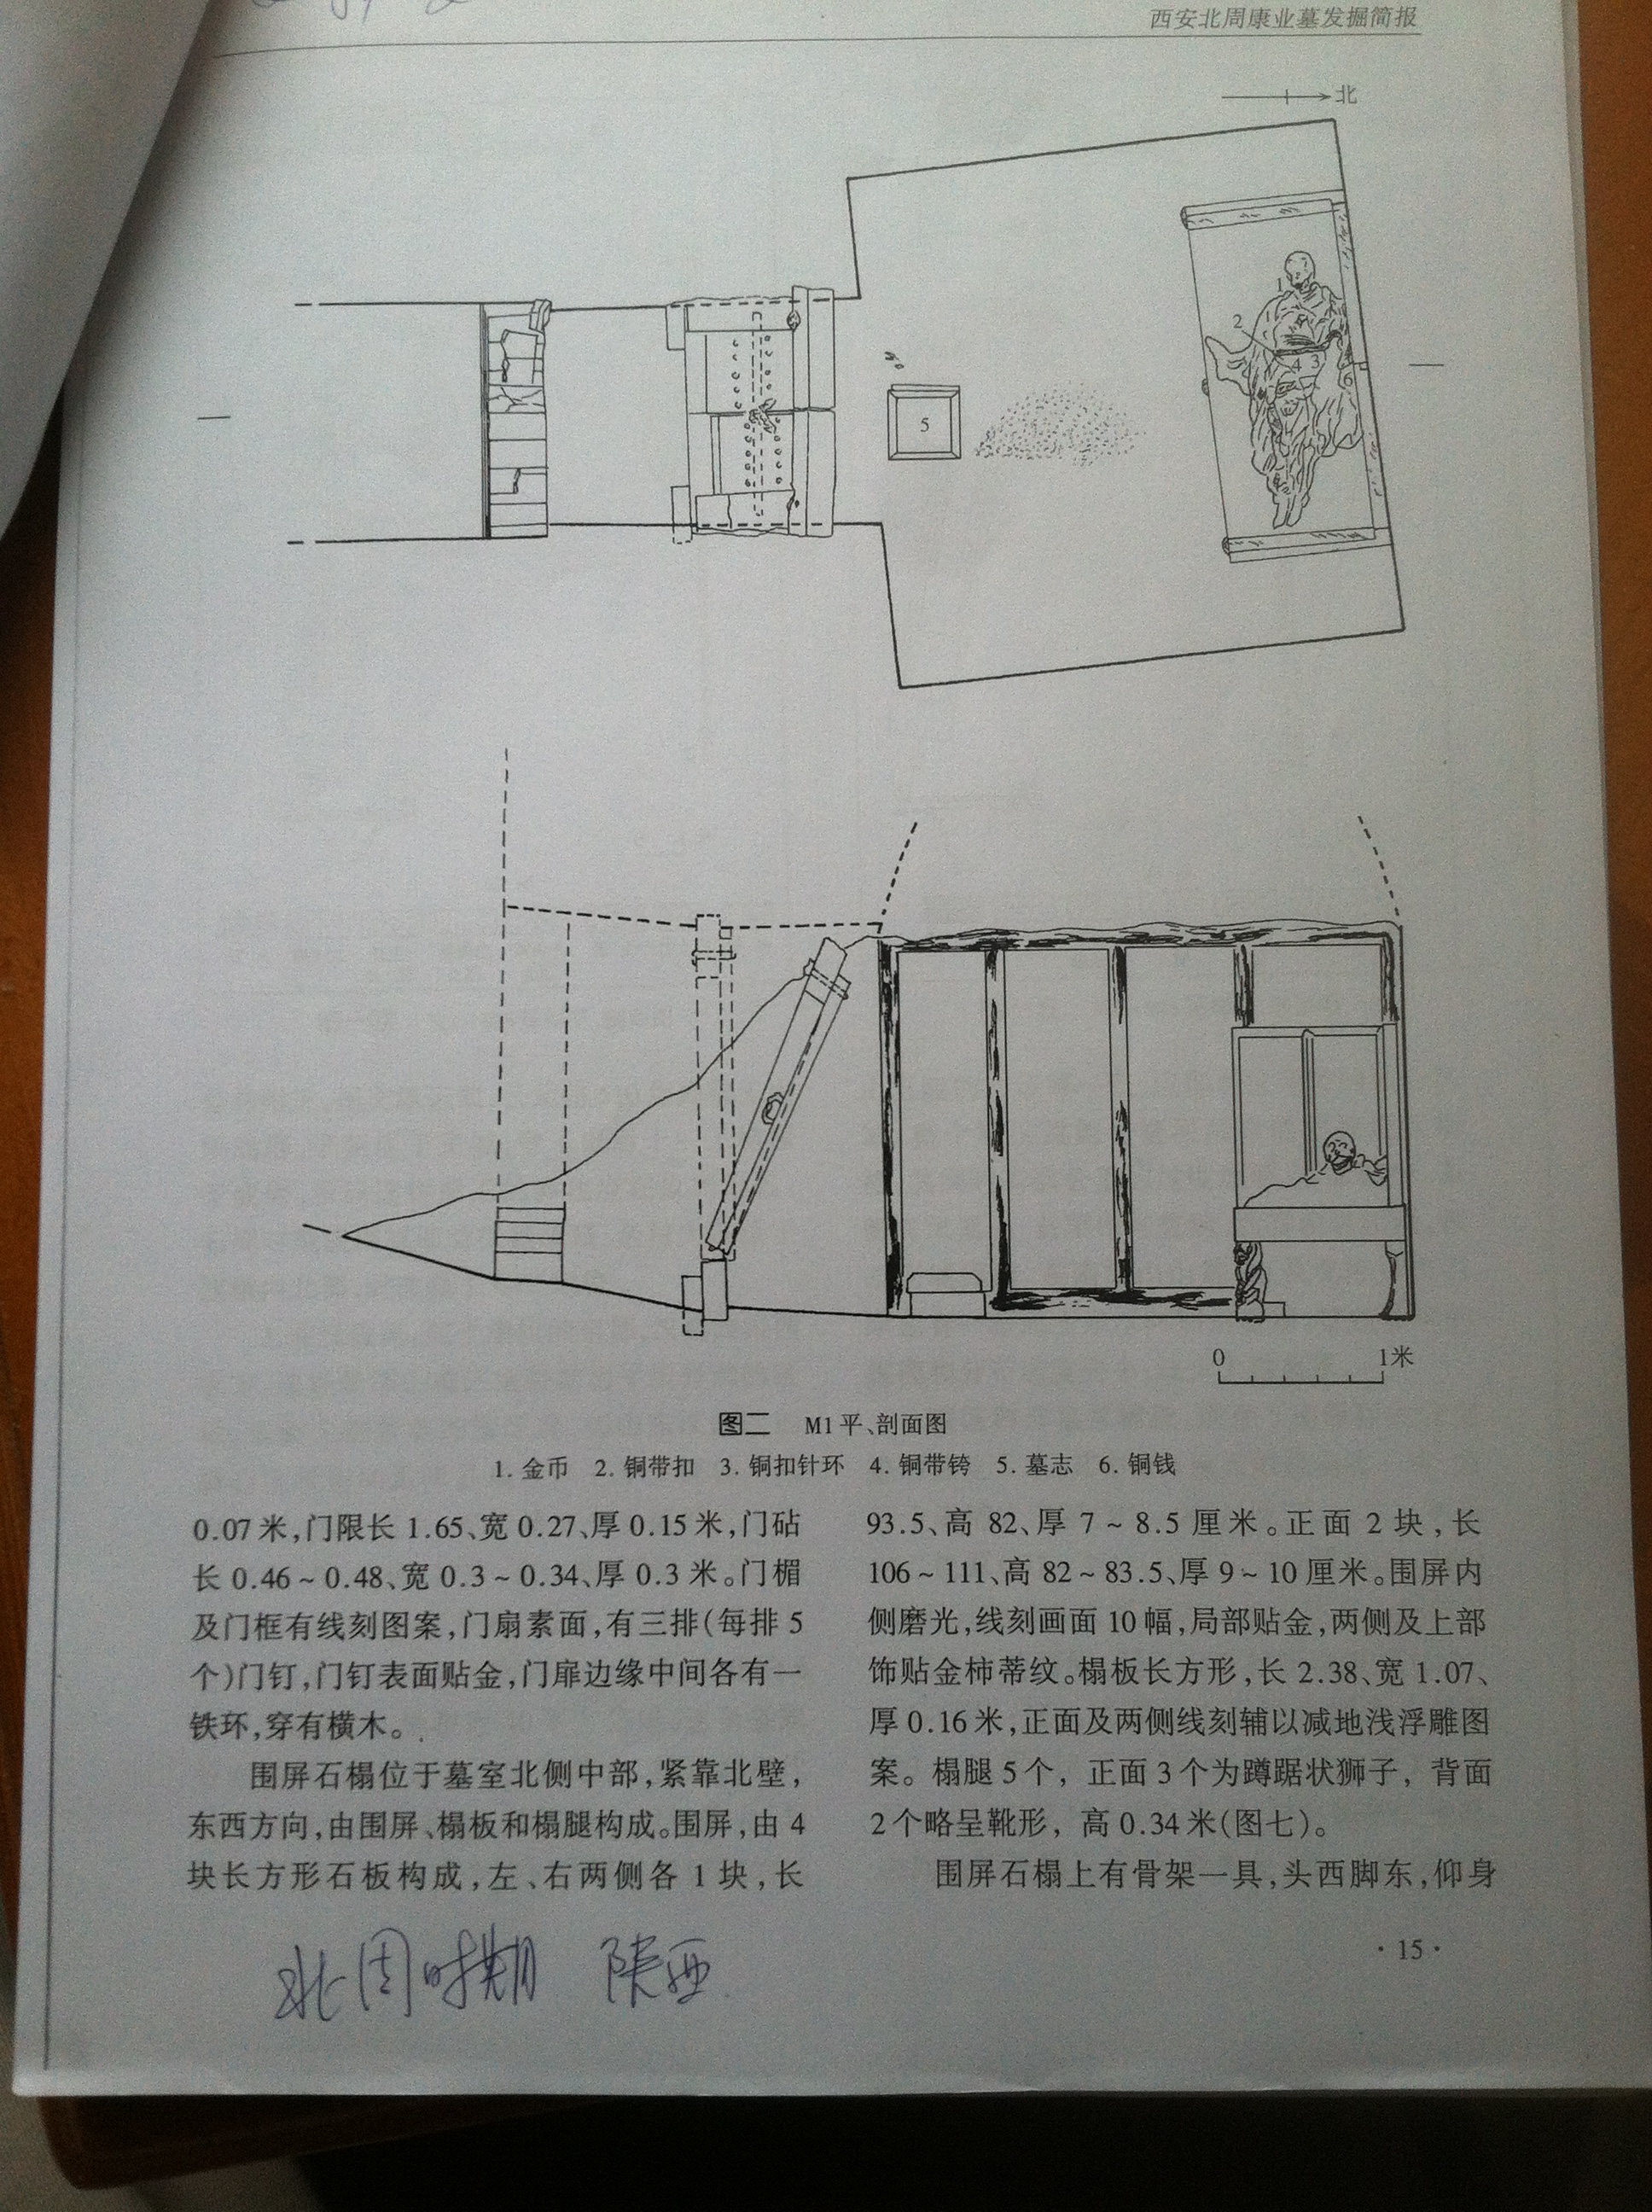 西安北周康业墓发掘简报
北
1
2
4 3
6
5
0 1米
图二 M1平、剖面图
1. 金币 2. 铜带扣 3. 铜扣针环 4. 铜带銙 5. 墓志 6. 铜钱
0.07米,门限长1.65、宽0.27、厚0.15米,门砧
长0.46~0.48、宽0.3~0.34、厚0.3米。门楣
及门框有线刻图案,门扇素面,有三排(每排5
个)门钉,门钉表面贴金,门扉边缘中间各有一
铁环,穿有横木。
围屏石榻位于墓室北侧中部,紧靠北壁,
东西方向,由围屏、榻板和榻腿构成。围屏,由4
块长方形石板构成,左、右两侧各1块,长
93.5、高82、厚7~8.5厘米。正面2块,长
106~111、高82~83.5、厚9~10厘米。围屏内
侧磨光,线刻画面10幅,局部贴金,两侧及上部
饰贴金柿蒂纹。榻板长方形,长2.38、宽1.07、
厚0.16米,正面及两侧线刻辅以减地浅浮雕图
案。榻腿5个,正面3个为蹲踞状狮子,背面
2个略呈靴形,高0.34米(图七)。
围屏石榻上有骨架一具,头西脚东,仰身
·15·
北周时期 陕西